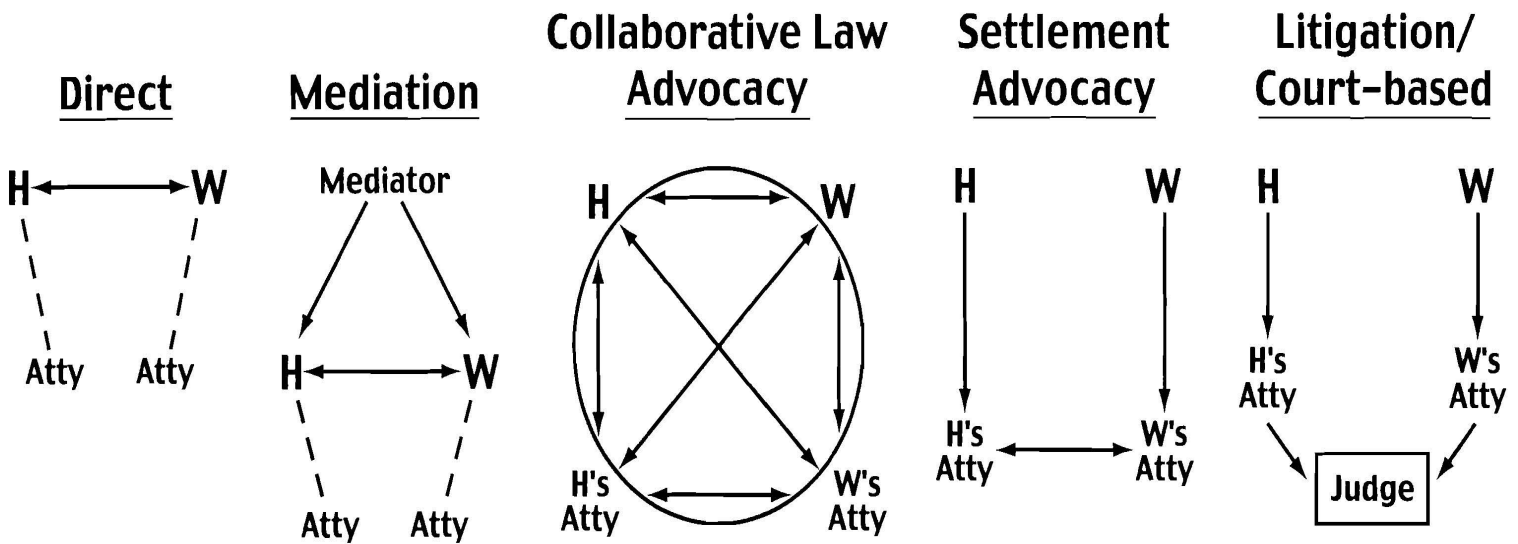 Direct
H
W
Atty
Atty
Mediation
Mediator
H
W
Atty
Atty
Collaborative Law
Advocacy
H
W
H's
Atty
W's
Atty
Settlement
Advocacy
H
W
H's
Atty
W's
Atty
Litigation/
Court-based
H
W
H's
Atty
W's
Atty
Judge